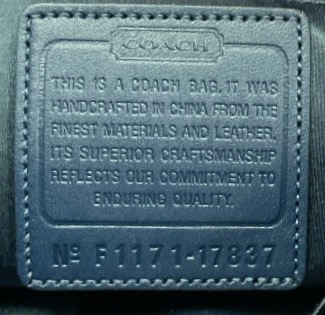 COACH
THIS IS A COACH BAG. IT WAS
HANDCRAFTED IN CHINA FROM THE
FINEST MATERIALS AND LEATHER.
ITS SUPERIOR CRAFTSMANSHIP
REFLECTS OUR COMMITMENT TO
ENDURING QUALITY.
Nº F1171-17837